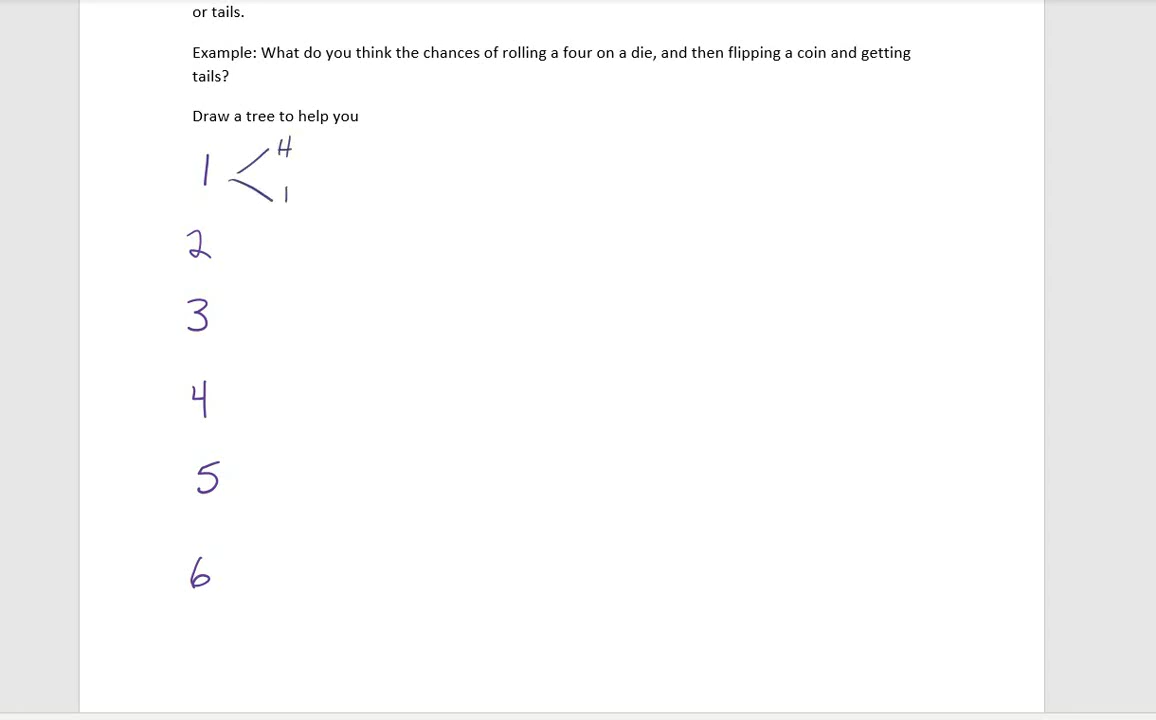 or tails.
Example: What do you think the chances of rolling a four on a die, and then flipping a coin and getting
tails?
Draw a tree to help you
H
1
1
2
3
4
5
6